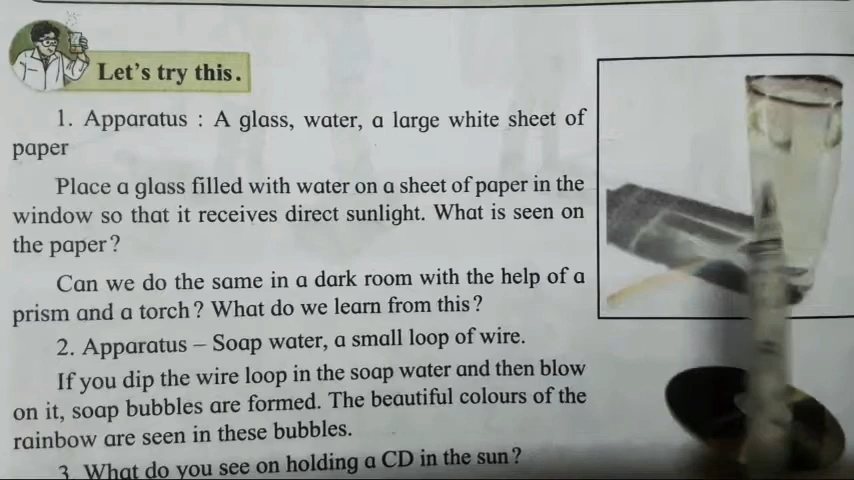 Let's try this.
1. Apparatus : A glass, water, a large white sheet of
paper
Place a glass filled with water on a sheet of paper in the
window so that it receives direct sunlight. What is seen on
the paper?
Can we do the same in a dark room with the help of a
prism and a torch? What do we learn from this?
2. Apparatus – Soap water, a small loop of wire.
If you dip the wire loop in the soap water and then blow
on it, soap bubbles are formed. The beautiful colours of the
rainbow are seen in these bubbles.
3. What do you see on holding a CD in the sun?